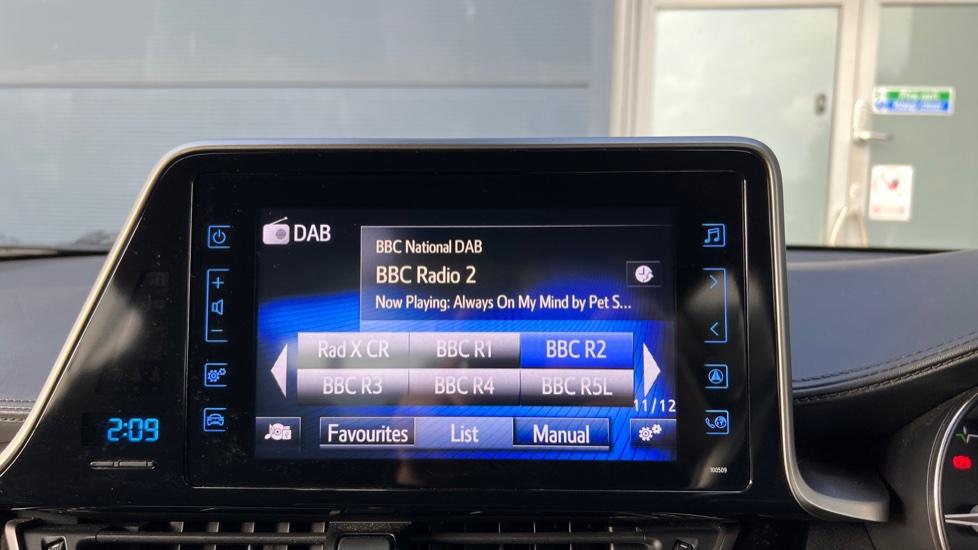 DAB
BBC National DAB
BBC Radio 2
Now Playing: Always On My Mind by Pet S...
Rad X CR BBC R1 BBC R2
BBC R3 BBC R4 BBC R5L
11/12
Favourites List Manual
2:09
100509